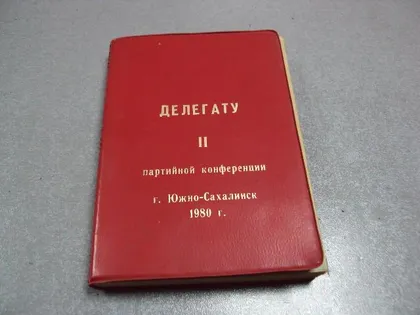 ДЕЛЕГАТУ
II
партийной конференции
г. Южно-Сахалинск
1980 г.